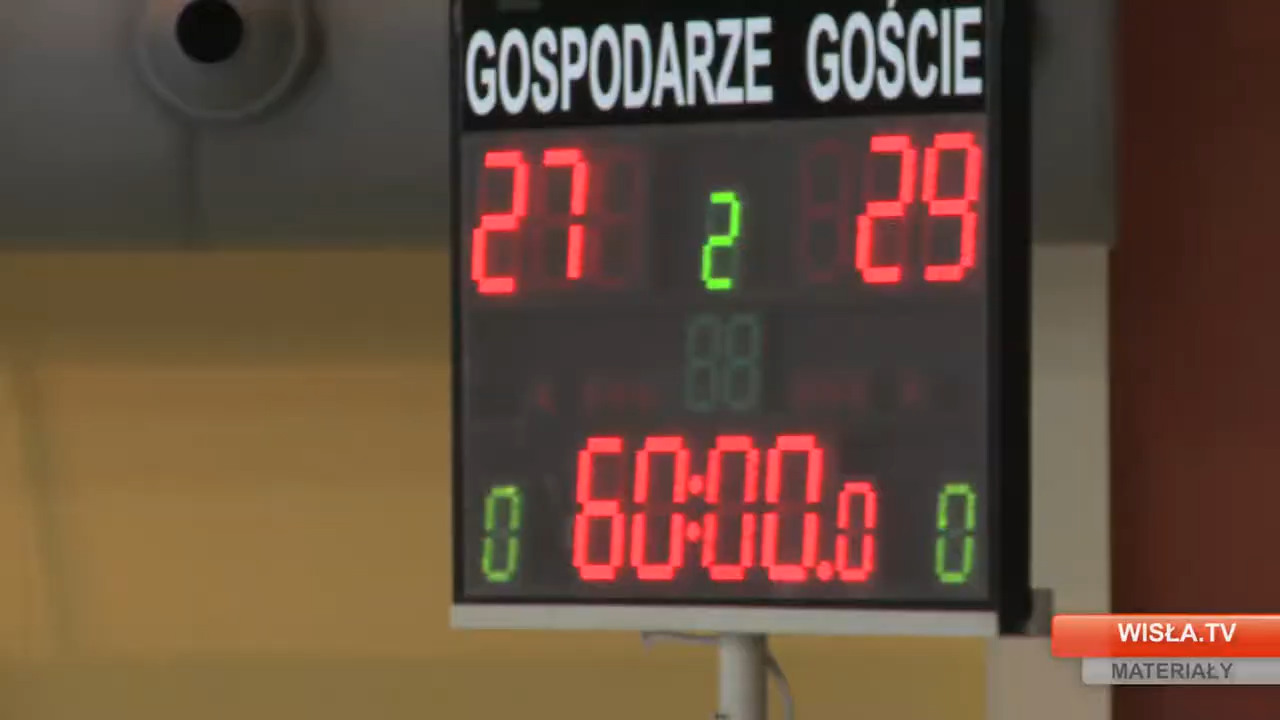 GOSPODARZE GOŚCIE
27 2 29
0 60:00.0 0
WISŁA.TV
MATERIAŁY